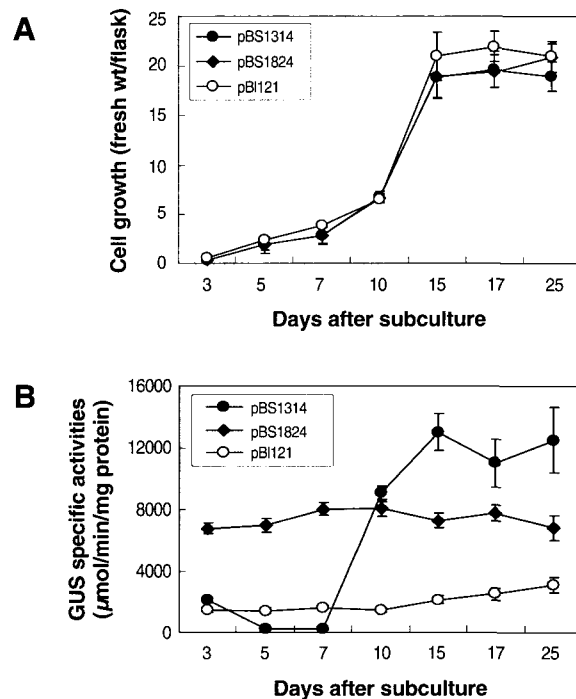 A
pBS1314
pBS1824
pBI121
Cell growth (fresh wt/flask)
25
20
15
10
5
0
3 5 7 10 15 17 25
Days after subculture
B
pBS1314
pBS1824
pBI121
GUS specific activities
(µmol/min/mg protein)
16000
12000
8000
4000
0
3 5 7 10 15 17 25
Days after subculture